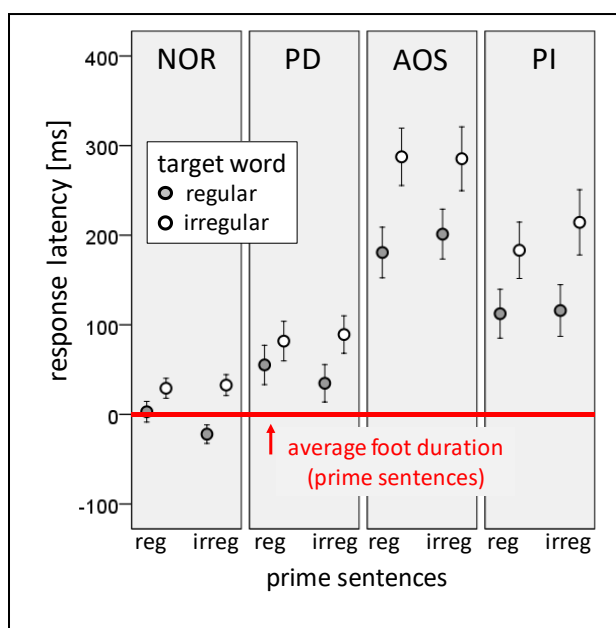 NOR PD AOS PI
400
300
200
100
0
-100
response latency [ms]
target word
regular
irregular
average foot duration
(prime sentences)
reg irreg reg irreg reg irreg reg irreg
prime sentences